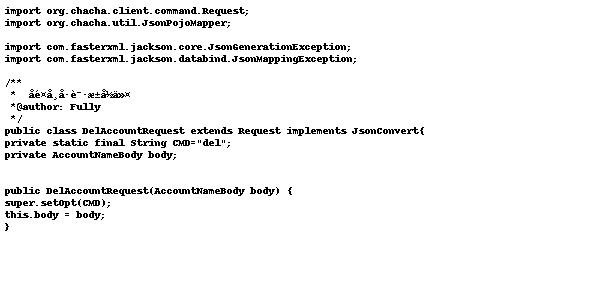 import org.chacha.client.command.Request;
import org.chacha.util.JsonPojoMapper;
import com.fasterxml.jackson.core.JsonGenerationException;
import com.fasterxml.jackson.databind.JsonMappingException;
/**
*
*@author: Fully
*/
public class DelAccountRequest extends Request implements JsonConvert{
private static final String CMD="del";
private AccountNameBody body;
public DelAccountRequest(AccountNameBody body) {
super.setOpt(CMD);
this.body = body;
}